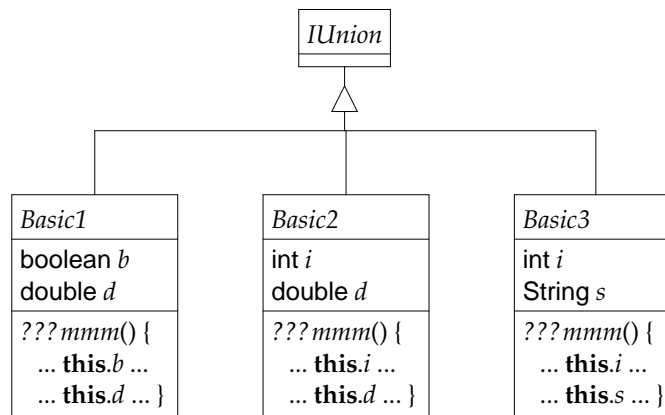 IUnion
Basic1
boolean b
double d
??? mmm() {
... this.b ...
... this.d ... }
Basic2
int i
double d
??? mmm() {
... this.i ...
... this.d ... }
Basic3
int i
String s
??? mmm() {
... this.i ...
... this.s ... }